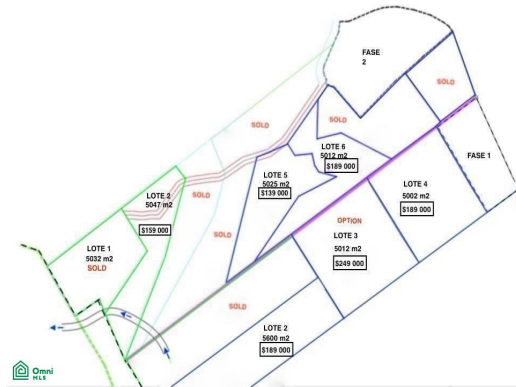 FASE
2
SOLD
SOLD
SOLD
LOTE 6
5012 m2
$189 000
FASE 1
LOTE 5
5025 m2
$139 000
LOTE 4
5002 m2
$189 000
LOTE 2
5047 m2
$159 000
SOLD
OPTiON
LOTE 3
5012 m2
$249 000
SOLD
LOTE 1
5032 m2
SOLD
SOLD
LOTE 2
5600 m2
$189 000
Omni
MLS